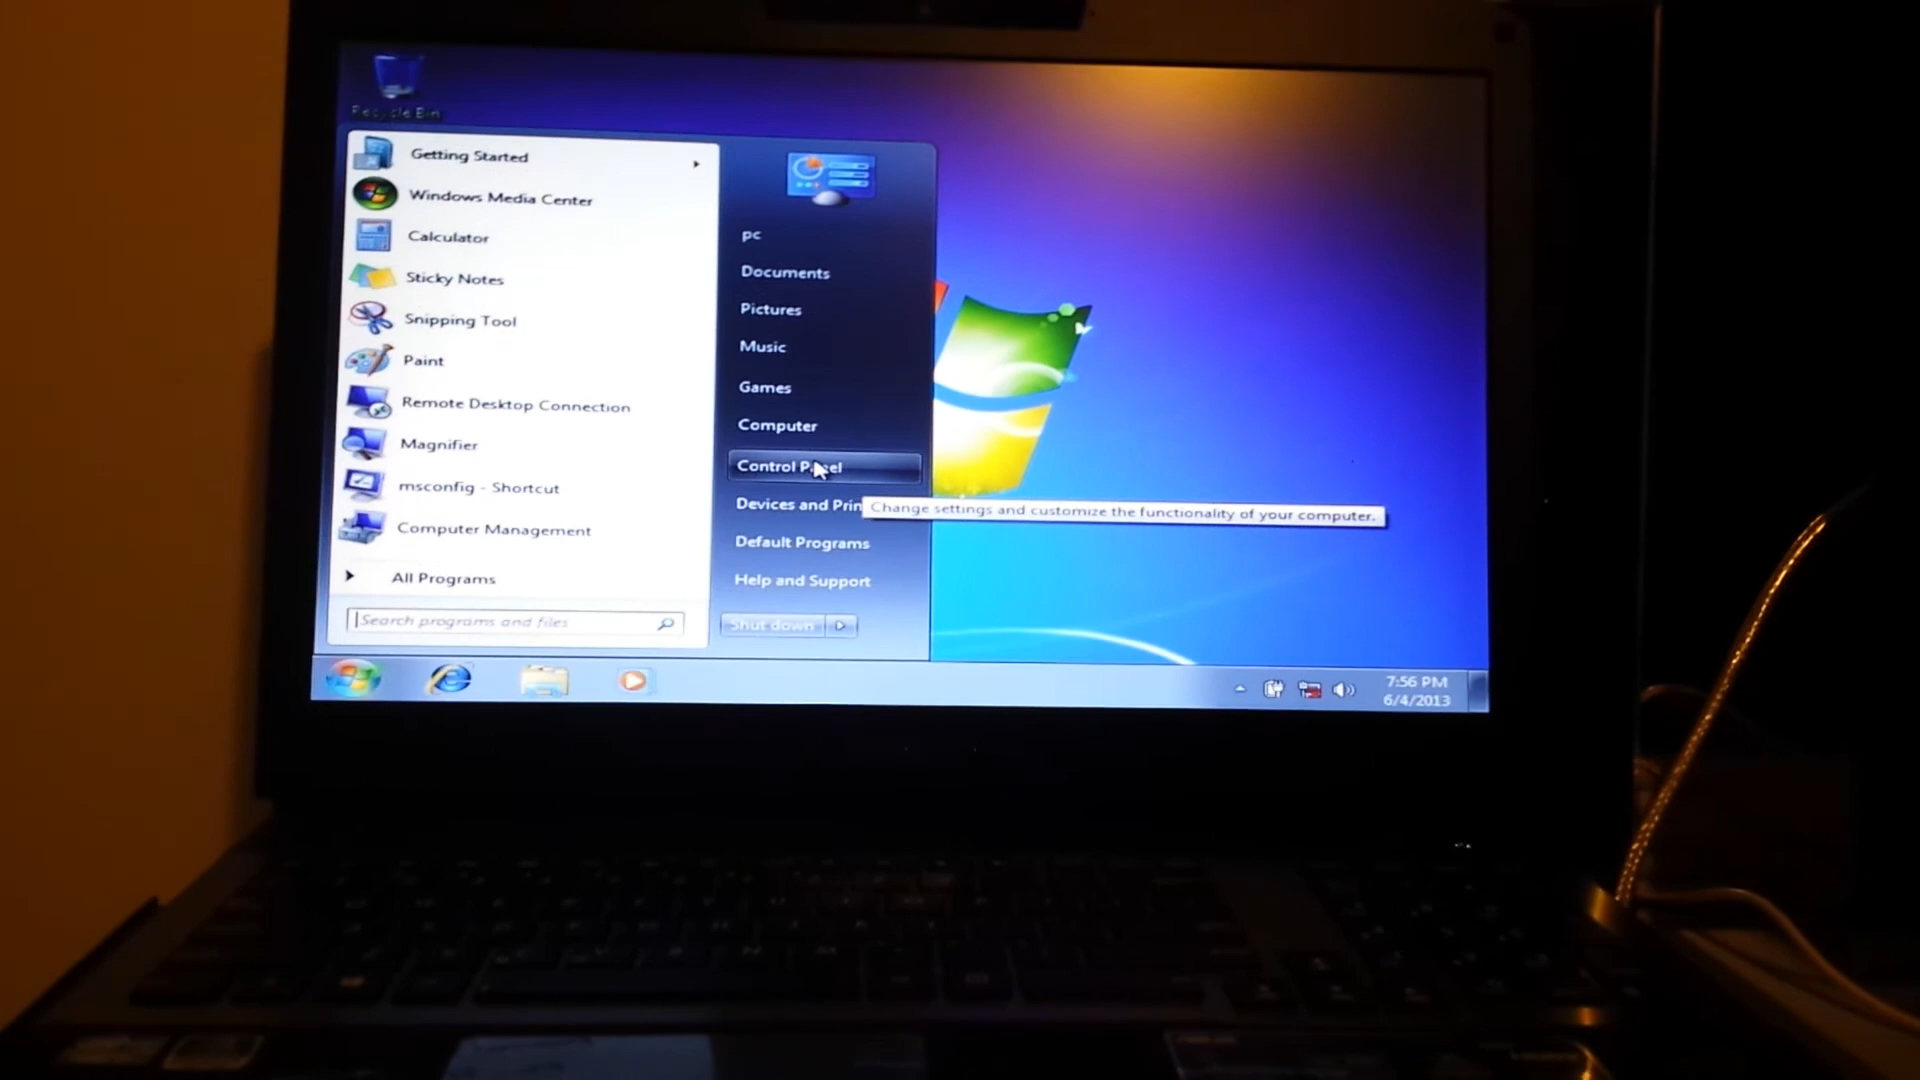 Recycle Bin
Getting Started
Windows Media Center
Calculator
Sticky Notes
Snipping Tool
Paint
Remote Desktop Connection
Magnifier
msconfig - Shortcut
Computer Management
All Programs
Search programs and files
pc
Documents
Pictures
Music
Games
Computer
Control Panel
Devices and Prin
Change settings and customize the functionality of your computer.
Default Programs
Help and Support
Shut down
7:56 PM
6/4/2013